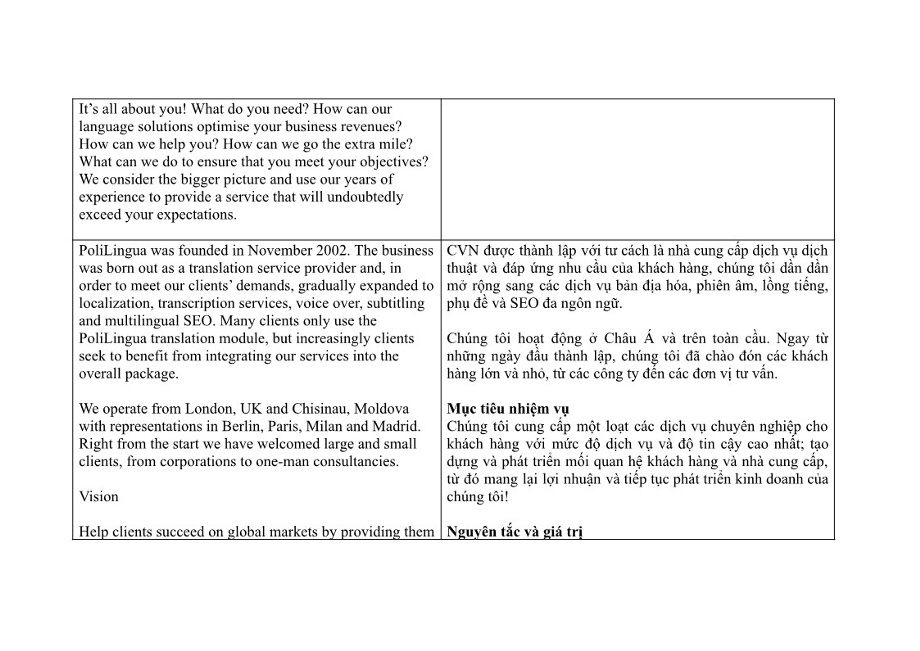 It’s all about you! What do you need? How can our
language solutions optimise your business revenues?
How can we help you? How can we go the extra mile?
What can we do to ensure that you meet your objectives?
We consider the bigger picture and use our years of
experience to provide a service that will undoubtedly
exceed your expectations.
PoliLingua was founded in November 2002. The business
was born out as a translation service provider and, in
order to meet our clients’ demands, gradually expanded to
localization, transcription services, voice over, subtitling
and multilingual SEO. Many clients only use the
PoliLingua translation module, but increasingly clients
seek to benefit from integrating our services into the
overall package.
We operate from London, UK and Chisinau, Moldova
with representations in Berlin, Paris, Milan and Madrid.
Right from the start we have welcomed large and small
clients, from corporations to one-man consultancies.
Vision
Help clients succeed on global markets by providing them
CVN được thành lập với tư cách là nhà cung cấp dịch vụ dịch
thuật và đáp ứng nhu cầu của khách hàng, chúng tôi dần dần
mở rộng sang các dịch vụ bản địa hóa, phiên âm, lồng tiếng,
phụ đề và SEO đa ngôn ngữ.
Chúng tôi hoạt động ở Châu Á và trên toàn cầu. Ngay từ
những ngày đầu thành lập, chúng tôi đã chào đón các khách
hàng lớn và nhỏ, từ các công ty đến các đơn vị tư vấn.
Mục tiêu nhiệm vụ
Chúng tôi cung cấp một loạt các dịch vụ chuyên nghiệp cho
khách hàng với mức độ dịch vụ và độ tin cậy cao nhất; tạo
dựng và phát triển mối quan hệ khách hàng và nhà cung cấp,
từ đó mang lại lợi nhuận và tiếp tục phát triển kinh doanh của
chúng tôi!
Nguyên tắc và giá trị